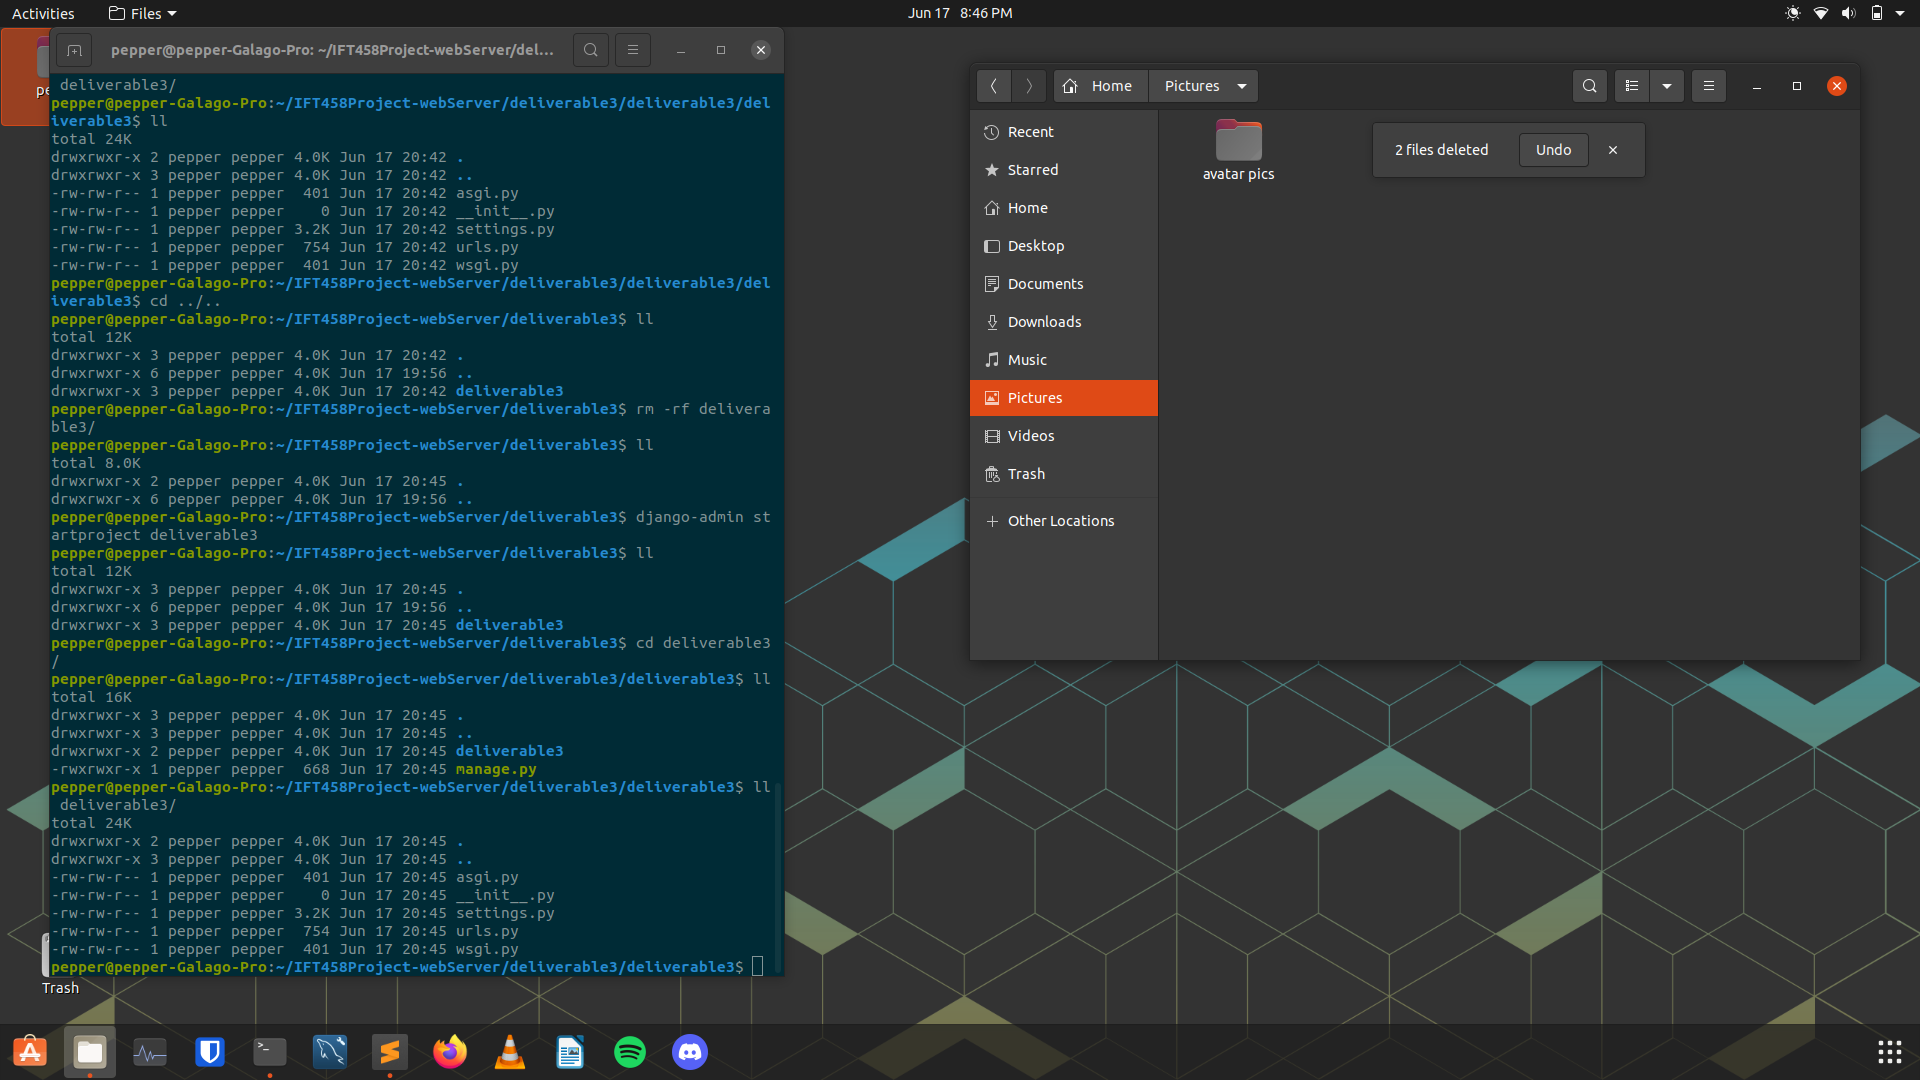 Activities
Files
Jun 17 8:46 PM
pepper@pepper-Galago-Pro: ~/IFT458Project-webServer/del...
deliverable3/
pepper@pepper-Galago-Pro:~/IFT458Project-webServer/deliverable3/deliverable3/del
iverable3$ ll
total 24K
drwxrwxr-x 2 pepper pepper 4.0K Jun 17 20:42 .
drwxrwxr-x 3 pepper pepper 4.0K Jun 17 20:42 ..
-rw-rw-r-- 1 pepper pepper  401 Jun 17 20:42 asgi.py
-rw-rw-r-- 1 pepper pepper    0 Jun 17 20:42 __init__.py
-rw-rw-r-- 1 pepper pepper 3.2K Jun 17 20:42 settings.py
-rw-rw-r-- 1 pepper pepper  754 Jun 17 20:42 urls.py
-rw-rw-r-- 1 pepper pepper  401 Jun 17 20:42 wsgi.py
pepper@pepper-Galago-Pro:~/IFT458Project-webServer/deliverable3/deliverable3/del
iverable3$ cd ../..
pepper@pepper-Galago-Pro:~/IFT458Project-webServer/deliverable3$ ll
total 12K
drwxrwxr-x 3 pepper pepper 4.0K Jun 17 20:42 .
drwxrwxr-x 6 pepper pepper 4.0K Jun 17 19:56 ..
drwxrwxr-x 3 pepper pepper 4.0K Jun 17 20:42 deliverable3
pepper@pepper-Galago-Pro:~/IFT458Project-webServer/deliverable3$ rm -rf delivera
ble3/
pepper@pepper-Galago-Pro:~/IFT458Project-webServer/deliverable3$ ll
total 8.0K
drwxrwxr-x 2 pepper pepper 4.0K Jun 17 20:45 .
drwxrwxr-x 6 pepper pepper 4.0K Jun 17 19:56 ..
pepper@pepper-Galago-Pro:~/IFT458Project-webServer/deliverable3$ django-admin st
artproject deliverable3
pepper@pepper-Galago-Pro:~/IFT458Project-webServer/deliverable3$ ll
total 12K
drwxrwxr-x 3 pepper pepper 4.0K Jun 17 20:45 .
drwxrwxr-x 6 pepper pepper 4.0K Jun 17 19:56 ..
drwxrwxr-x 3 pepper pepper 4.0K Jun 17 20:45 deliverable3
pepper@pepper-Galago-Pro:~/IFT458Project-webServer/deliverable3$ cd deliverable3
/
pepper@pepper-Galago-Pro:~/IFT458Project-webServer/deliverable3/deliverable3$ ll
total 16K
drwxrwxr-x 3 pepper pepper 4.0K Jun 17 20:45 .
drwxrwxr-x 3 pepper pepper 4.0K Jun 17 20:45 ..
drwxrwxr-x 2 pepper pepper 4.0K Jun 17 20:45 deliverable3
-rwxrwxr-x 1 pepper pepper  668 Jun 17 20:45 manage.py
pepper@pepper-Galago-Pro:~/IFT458Project-webServer/deliverable3/deliverable3$ ll
deliverable3/
total 24K
drwxrwxr-x 2 pepper pepper 4.0K Jun 17 20:45 .
drwxrwxr-x 3 pepper pepper 4.0K Jun 17 20:45 ..
-rw-rw-r-- 1 pepper pepper  401 Jun 17 20:45 asgi.py
-rw-rw-r-- 1 pepper pepper    0 Jun 17 20:45 __init__.py
-rw-rw-r-- 1 pepper pepper 3.2K Jun 17 20:45 settings.py
-rw-rw-r-- 1 pepper pepper  754 Jun 17 20:45 urls.py
-rw-rw-r-- 1 pepper pepper  401 Jun 17 20:45 wsgi.py
pepper@pepper-Galago-Pro:~/IFT458Project-webServer/deliverable3/deliverable3$
Trash
Home
Pictures
Recent
Starred
Home
Desktop
Documents
Downloads
Music
Pictures
Videos
Trash
Other Locations
avatar pics
2 files deleted
Undo